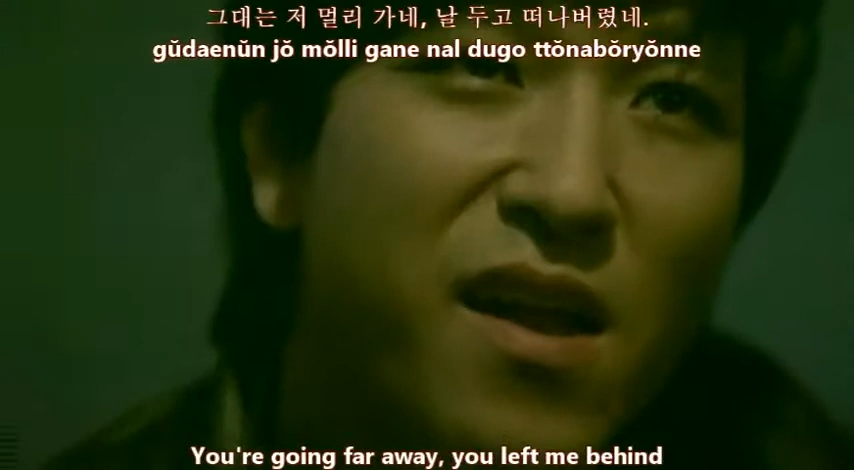 그대는 저 멀리 가네, 날 두고 떠나버렸네.
gŭdaenŭn jŏ mŏlli gane nal dugo ttŏnabŏryŏnne
You're going far away, you left me behind